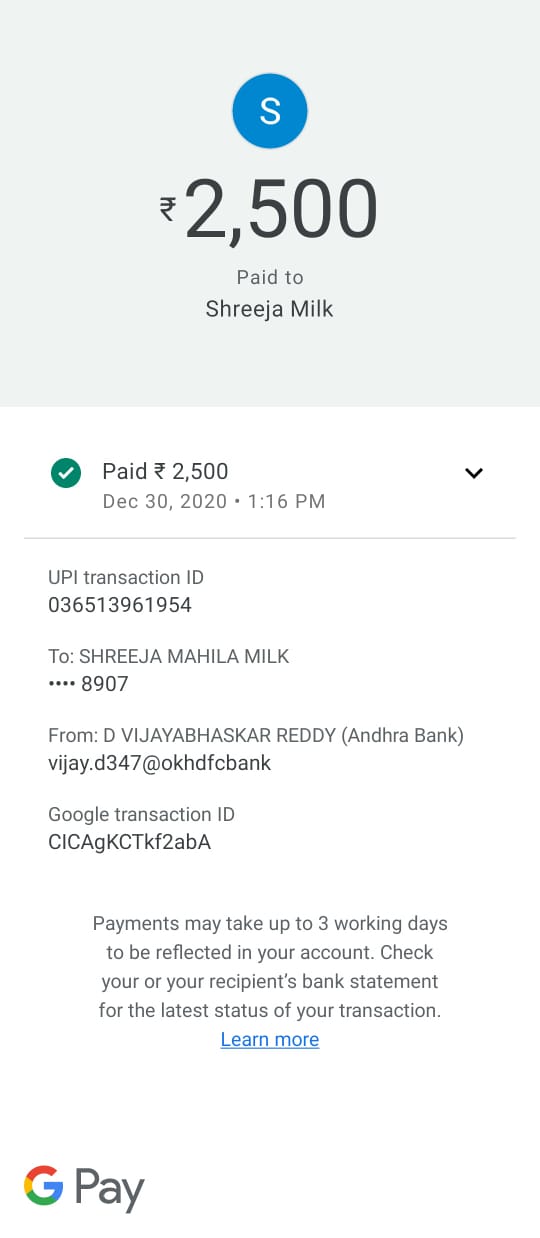 S
₹2,500
Paid to
Shreeja Milk
Paid ₹ 2,500
Dec 30, 2020 • 1:16 PM
UPI transaction ID
036513961954
To: SHREEJA MAHILA MILK
•••• 8907
From: D VIJAYABHASKAR REDDY (Andhra Bank)
vijay.d347@okhdfcbank
Google transaction ID
CICAgKCTkf2abA
Payments may take up to 3 working days
to be reflected in your account. Check
your or your recipient’s bank statement
for the latest status of your transaction.
Learn more
G Pay